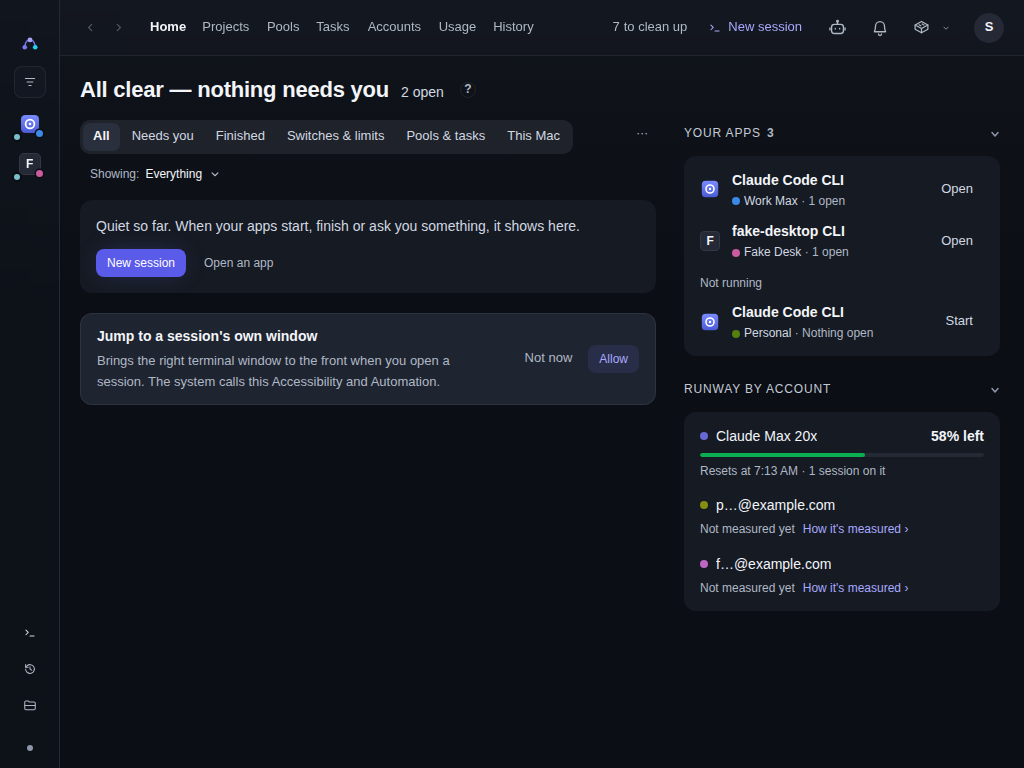 Home Projects Pools Tasks Accounts Usage History 7 to clean up New session S
All clear — nothing needs you 2 open ?
All Needs you Finished Switches & limits Pools & tasks This Mac ···
Showing: Everything
Quiet so far. When your apps start, finish or ask you something, it shows here.
New session Open an app
Jump to a session's own window
Brings the right terminal window to the front when you open a
session. The system calls this Accessibility and Automation.
Not now Allow
F
YOUR APPS 3
Claude Code CLI
Work Max · 1 open
Open
F
fake-desktop CLI
Fake Desk · 1 open
Open
Not running
Claude Code CLI
Personal · Nothing open
Start
RUNWAY BY ACCOUNT
Claude Max 20x 58% left
Resets at 7:13 AM · 1 session on it
p…@example.com
Not measured yet How it's measured ›
f…@example.com
Not measured yet How it's measured ›